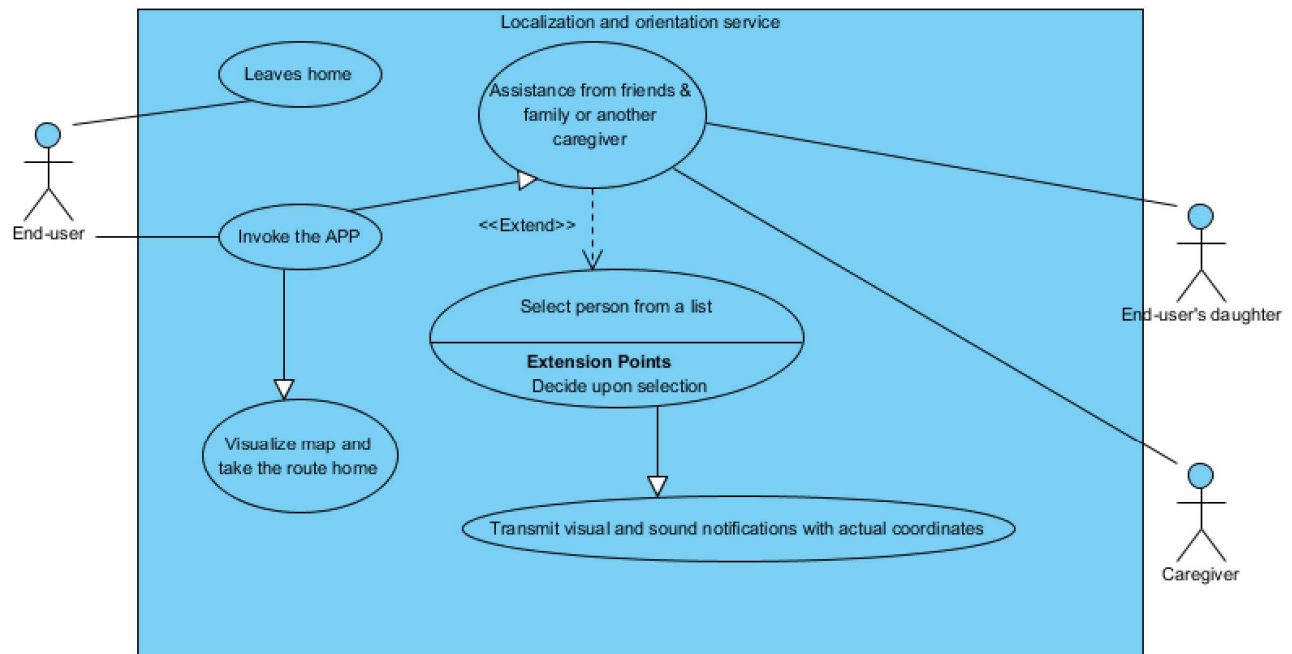 Localization and orientation service
Leaves home
Assistance from friends &
family or another
caregiver
End-user
Invoke the APP
<<Extend>>
End-user's daughter
Select person from a list
Extension Points
Decide upon selection
Visualize map and
take the route home
Transmit visual and sound notifications with actual coordinates
Caregiver